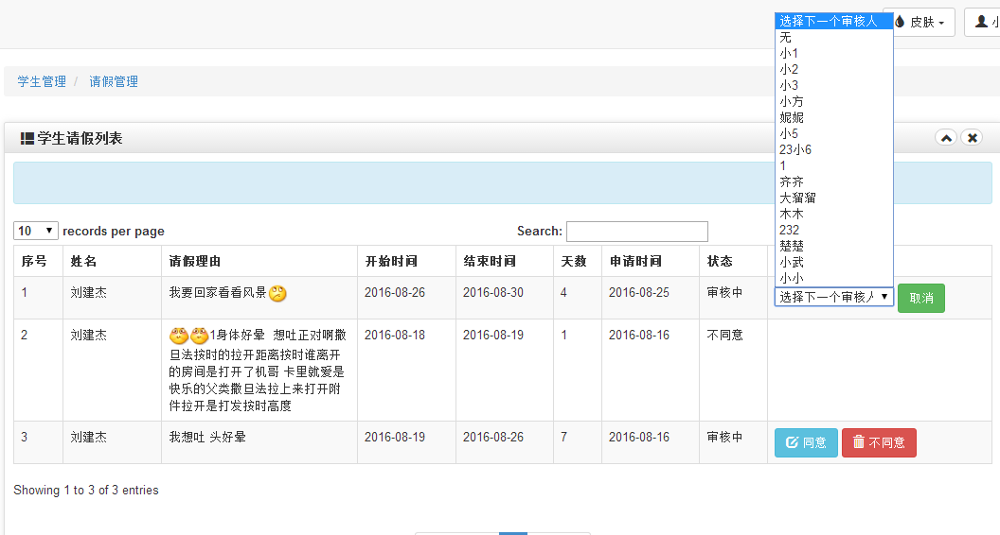 皮肤
小
学生管理 / 请假管理
学生请假列表
选择下一个审核人
无
小1
小2
小3
小方
妮妮
小5
23小6
1
齐齐
大溜溜
木木
232
楚楚
小武
小小
10 records per page Search:
序号 姓名 请假理由 开始时间 结束时间 天数 申请时间 状态
1 刘建杰 我要回家看看风景 2016-08-26 2016-08-30 4 2016-08-25 审核中 选择下一个审核人 取消
2 刘建杰 1身体好晕 想吐正对啊撒 2016-08-18 2016-08-19 1 2016-08-16 不同意
旦法按时的拉开距离按时谁离开
的房间是打开了机哥 卡里就爱是
快乐的父类撒旦法拉上来打开附
件拉开是打发按时高度
3 刘建杰 我想吐 头好晕 2016-08-19 2016-08-26 7 2016-08-16 审核中 同意 不同意
Showing 1 to 3 of 3 entries